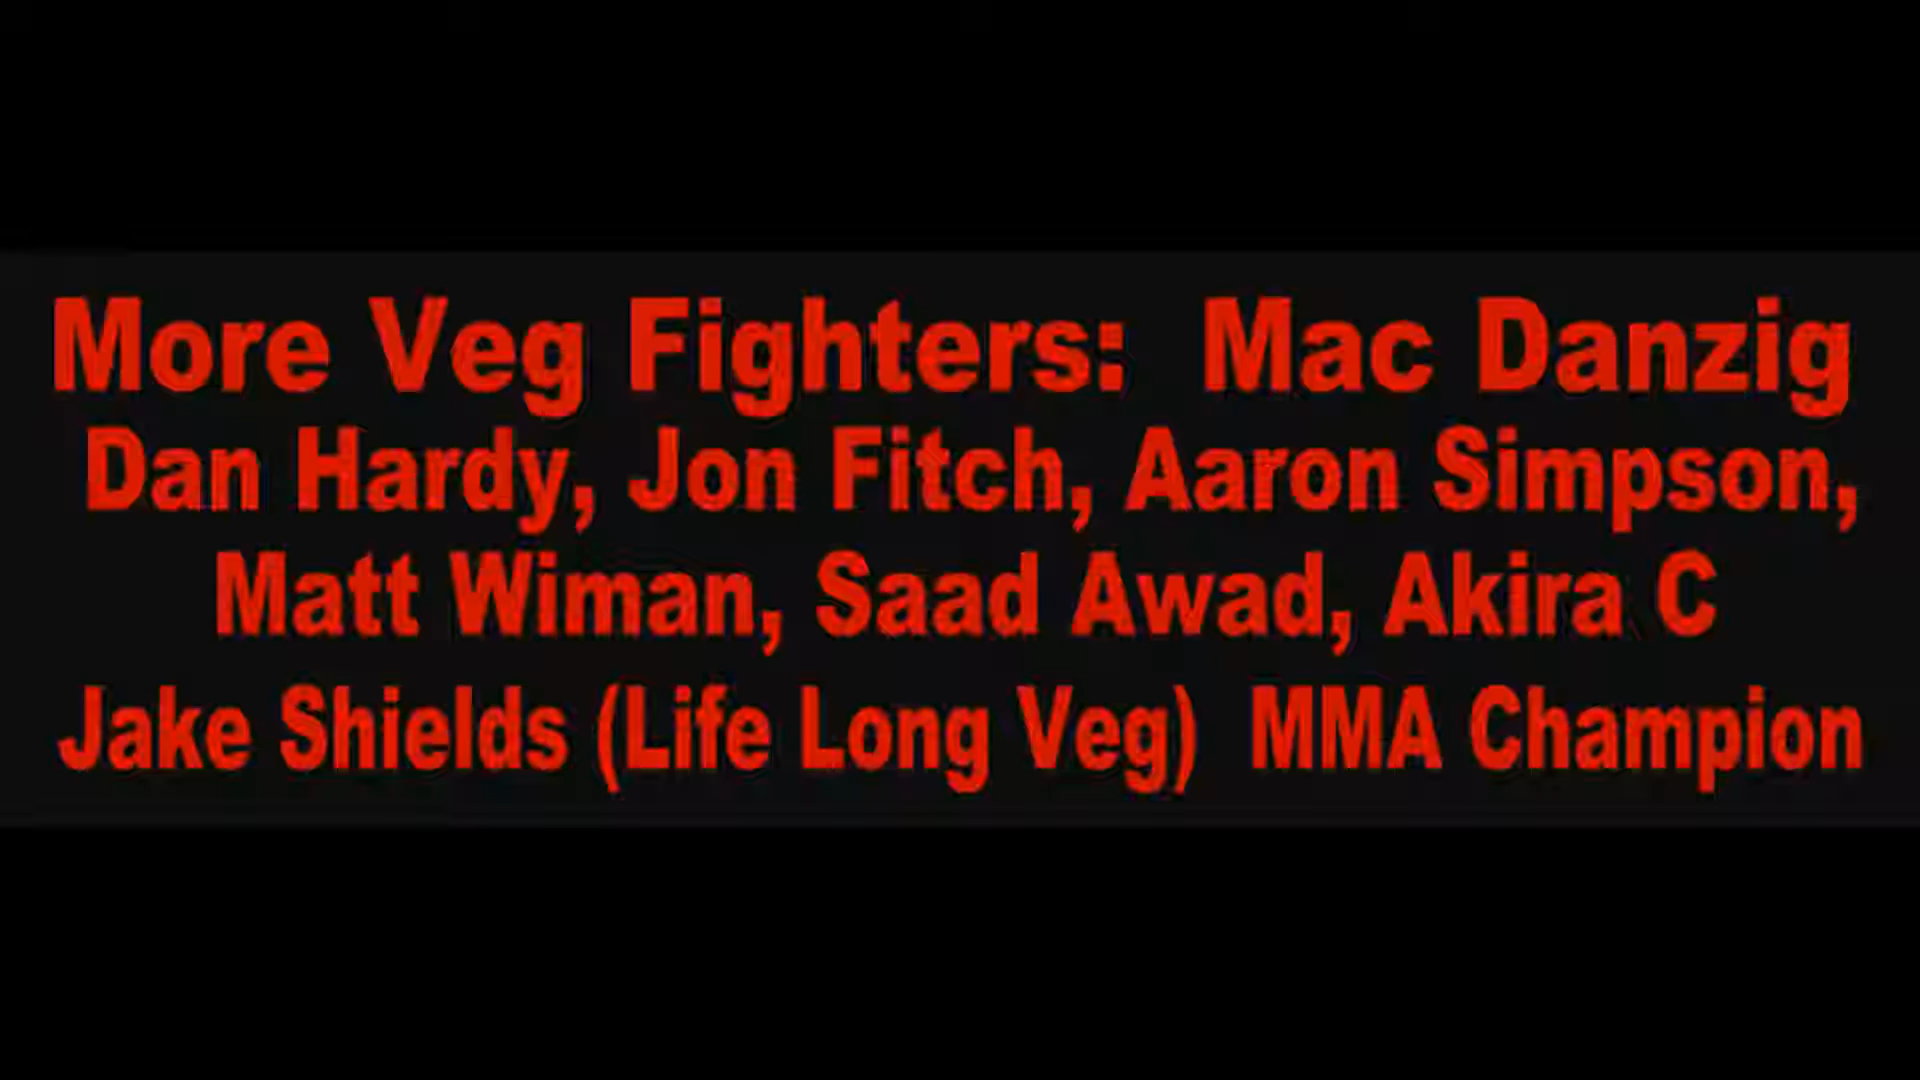 More Veg Fighters: Mac Danzig
Dan Hardy, Jon Fitch, Aaron Simpson,
Matt Wiman, Saad Awad, Akira C
Jake Shields (Life Long Veg) MMA Champion